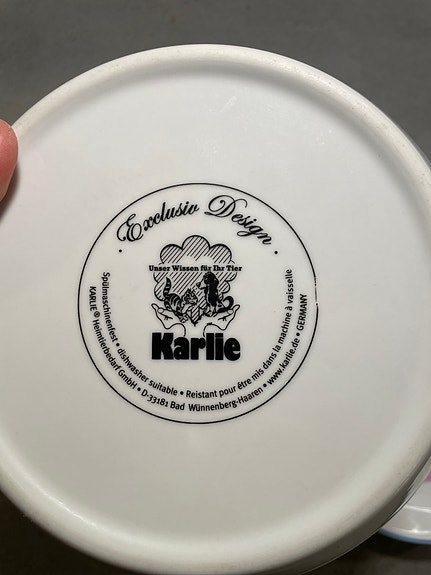 · Exclusiv Design ·
Unser Wissen für Ihr Tier
Karlie
Spülmaschinenfest • dishwasher suitable • Reistant pour être mis dans la machine à vaisselle
KARLIE® Heimtierbedarf GmbH • D-33181 Bad Wünnenberg-Haaren • www.karlie.de • GERMANY